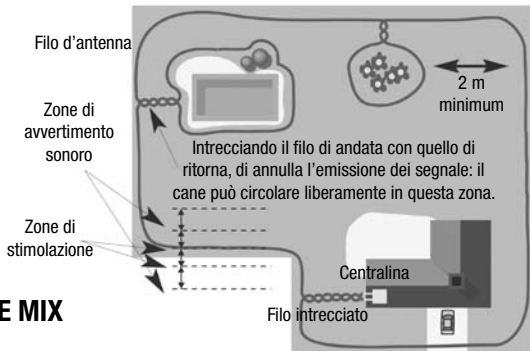 Filo d’antenna
2 m
minimum
Zone di
avvertimento
sonoro
Intrecciando il filo di andata con quello di
ritorna, di annulla l’emissione dei segnale: il
cane può circolare liberamente in questa zona.
Zone di
stimolazione
Centralina
E MIX
Filo intrecciato